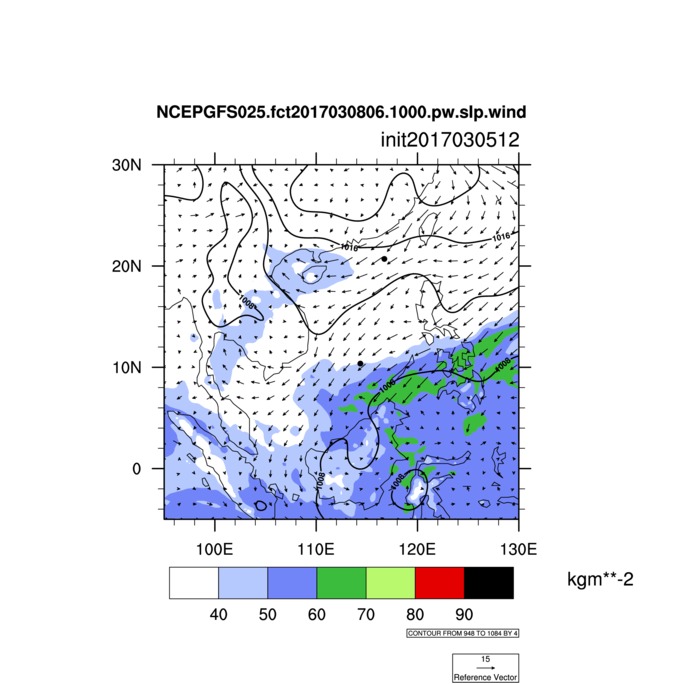 NCEPGFS025.fct2017030806.1000.pw.slp.wind
init2017030512
30N
1016
1016
20N
1008
10N
1008
1008
0
1008
1008
100E 110E 120E 130E
kgm**-2
40 50 60 70 80 90
CONTOUR FROM 948 TO 1084 BY 4
15
Reference Vector